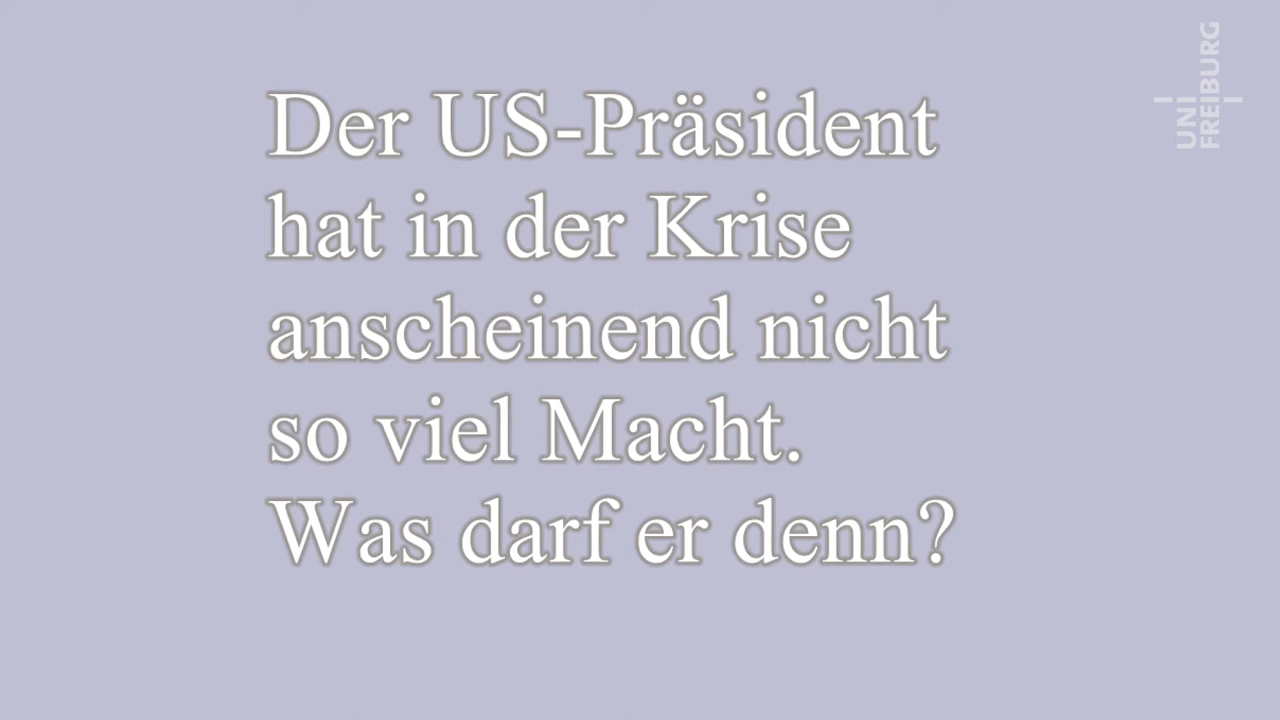 Der US-Präsident
hat in der Krise
anscheinend nicht
so viel Macht.
Was darf er denn?
UNI
FREIBURG